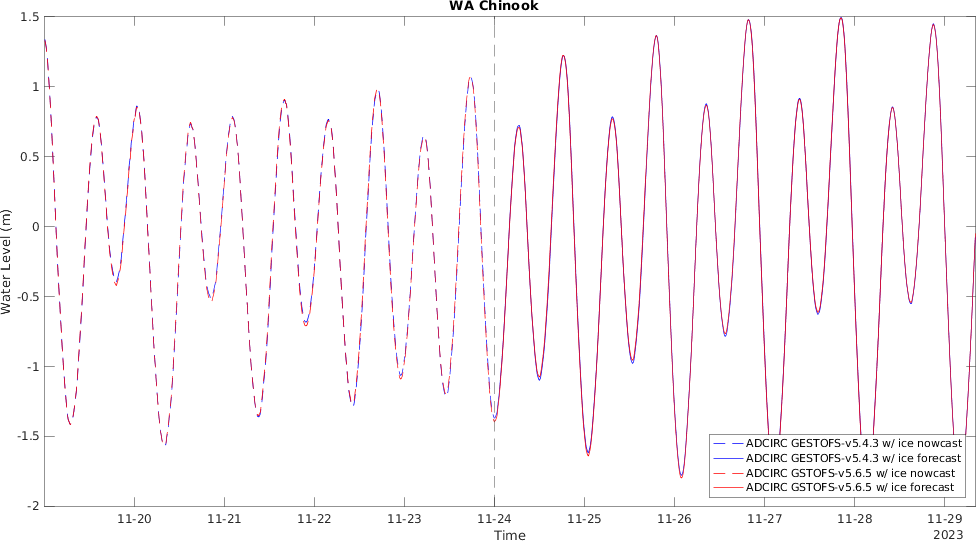 WA Chinook
1.5
1
0.5
0
-0.5
-1
-1.5
-2
Water Level (m)
11-20 11-21 11-22 11-23 11-24 11-25 11-26 11-27 11-28 11-29
Time
2023
ADCIRC GESTOFS-v5.4.3 w/ ice nowcast
ADCIRC GESTOFS-v5.4.3 w/ ice forecast
ADCIRC GSTOFS-v5.6.5 w/ ice nowcast
ADCIRC GSTOFS-v5.6.5 w/ ice forecast